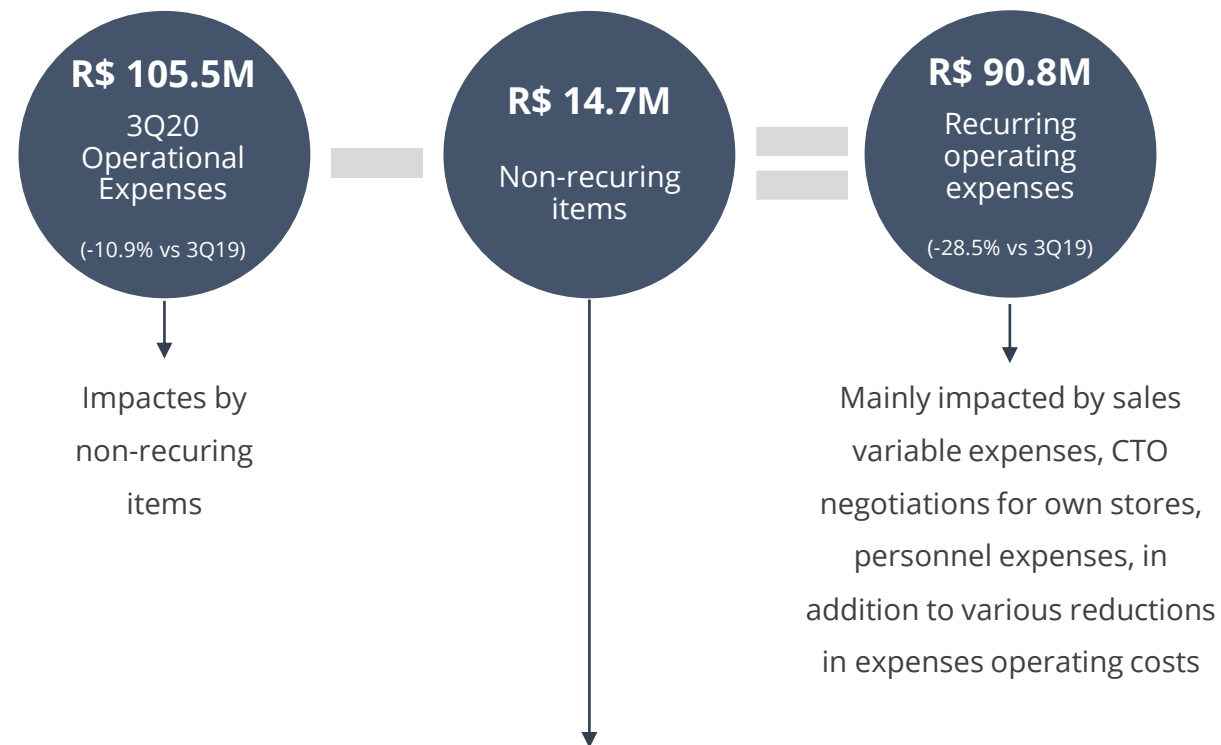 R$ 105.5M
3Q20
Operational
Expenses
(-10.9% vs 3Q19)
R$ 14.7M
Non-recuring
items
R$ 90.8M
Recurring
operating
expenses
(-28.5% vs 3Q19)
Impactes by
non-recuring
items
Mainly impacted by sales
variable expenses, CTO
negotiations for own stores,
personnel expenses, in
addition to various reductions
in expenses operating costs